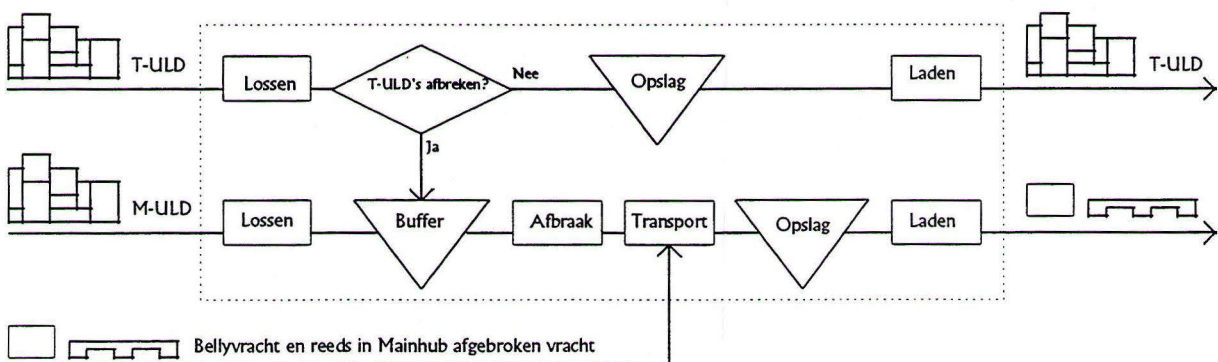 T-ULD
Lossen
T-ULD's afbreken?
Nee
Opslag
Laden
T-ULD
Ja
M-ULD
Lossen
Buffer
Afbraak
Transport
Opslag
Laden
Bellyvracht en reeds in Mainhub afgebroken vracht